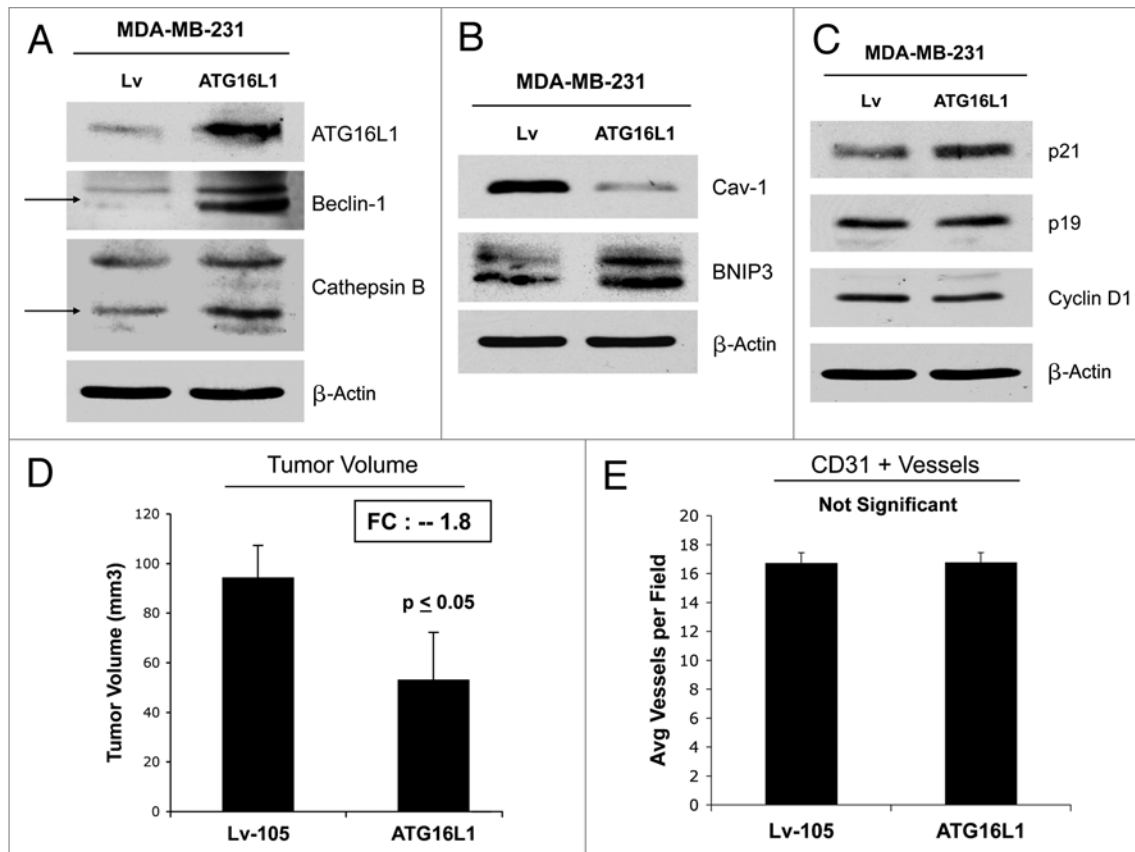 A
MDA-MB-231
Lv ATG16L1
ATG16L1
Beclin-1
Cathepsin B
β-Actin
B
MDA-MB-231
Lv ATG16L1
Cav-1
BNIP3
β-Actin
C
MDA-MB-231
Lv ATG16L1
p21
p19
Cyclin D1
β-Actin
D
Tumor Volume
FC : -- 1.8
p ≤ 0.05
Tumor Volume (mm3)
120
100
80
60
40
20
0
Lv-105 ATG16L1
E
CD31 + Vessels
Not Significant
Avg Vessels per Field
20
18
16
14
12
10
8
6
4
2
0
Lv-105 ATG16L1